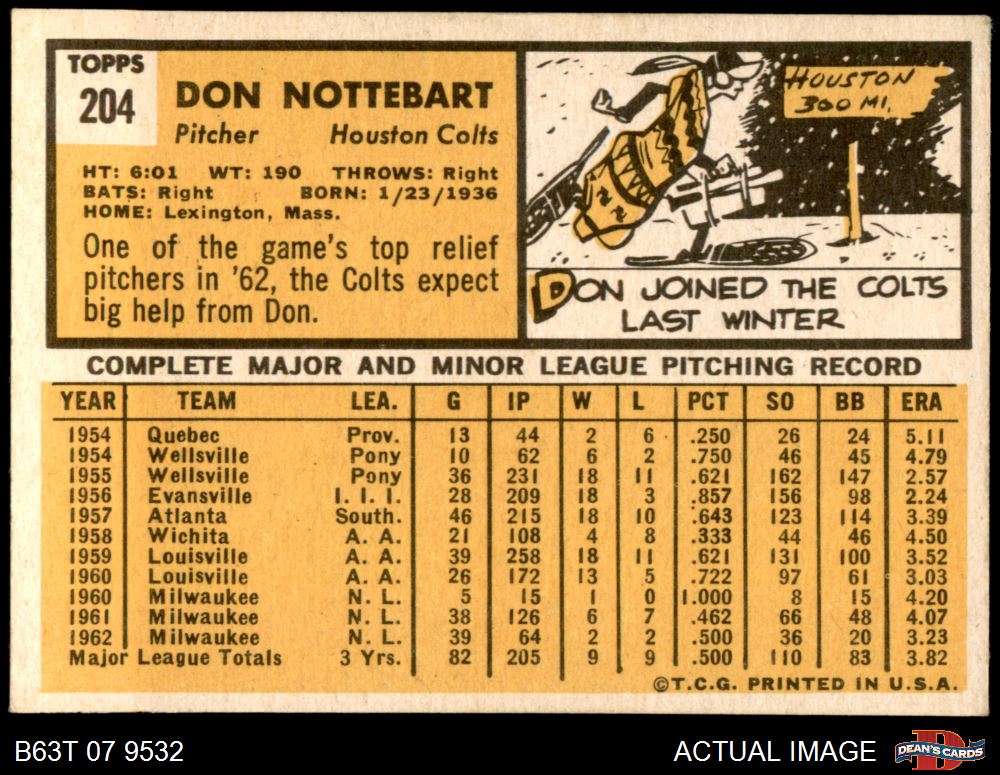 TOPPS
204
DON NOTTEBART
Pitcher Houston Colts
HT: 6:01 WT: 190 THROWS: Right
BATS: Right BORN: 1/23/1936
HOME: Lexington, Mass.
One of the game's top relief
pitchers in '62, the Colts expect
big help from Don.
HOUSTON
300 MI.
DON JOINED THE COLTS
LAST WINTER
COMPLETE MAJOR AND MINOR LEAGUE PITCHING RECORD
YEAR TEAM LEA. G IP W L PCT SO BB ERA
1954 Quebec Prov. 13 44 2 6 .250 26 24 5.11
1954 Wellsville Pony 10 62 6 2 .750 46 45 4.79
1955 Wellsville Pony 36 231 18 11 .621 162 147 2.57
1956 Evansville I. I. I. 28 209 18 3 .857 156 98 2.24
1957 Atlanta South. 46 215 18 10 .643 123 114 3.39
1958 Wichita A. A. 21 108 4 8 .333 44 46 4.50
1959 Louisville A. A. 39 258 18 11 .621 131 100 3.52
1960 Louisville A. A. 26 172 13 5 .722 97 61 3.03
1960 Milwaukee N. L. 5 15 1 0 1.000 8 15 4.20
1961 Milwaukee N. L. 38 126 6 7 .462 66 48 4.07
1962 Milwaukee N. L. 39 64 2 2 .500 36 20 3.23
Major League Totals 3 Yrs. 82 205 9 9 .500 110 83 3.82
©T.C.G. PRINTED IN U.S.A.
B63T 07 9532
ACTUAL IMAGE
DEAN'S CARDS